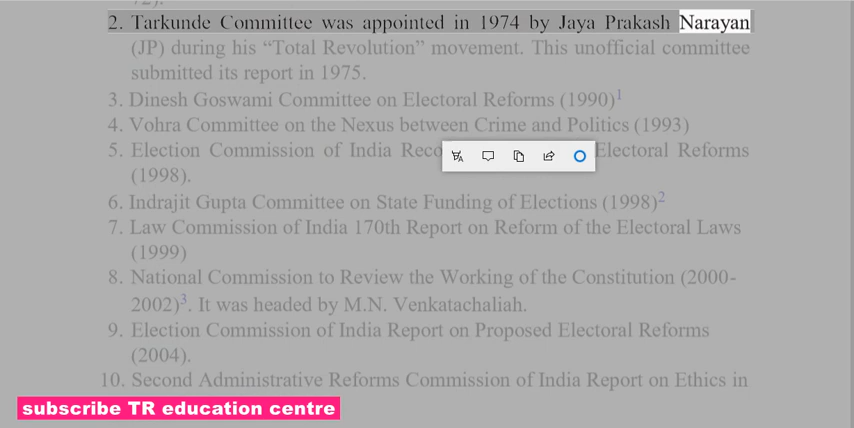 2. Tarkunde Committee was appointed in 1974 by Jaya Prakash Narayan
(JP) during his “Total Revolution” movement. This unofficial committee
submitted its report in 1975.
3. Dinesh Goswami Committee on Electoral Reforms (1990)1
4. Vohra Committee on the Nexus between Crime and Politics (1993)
5. Election Commission of India Reco Electoral Reforms
(1998).
6. Indrajit Gupta Committee on State Funding of Elections (1998)2
7. Law Commission of India 170th Report on Reform of the Electoral Laws
(1999)
8. National Commission to Review the Working of the Constitution (2000-
2002)3. It was headed by M.N. Venkatachaliah.
9. Election Commission of India Report on Proposed Electoral Reforms
(2004).
10. Second Administrative Reforms Commission of India Report on Ethics in
subscribe TR education centre